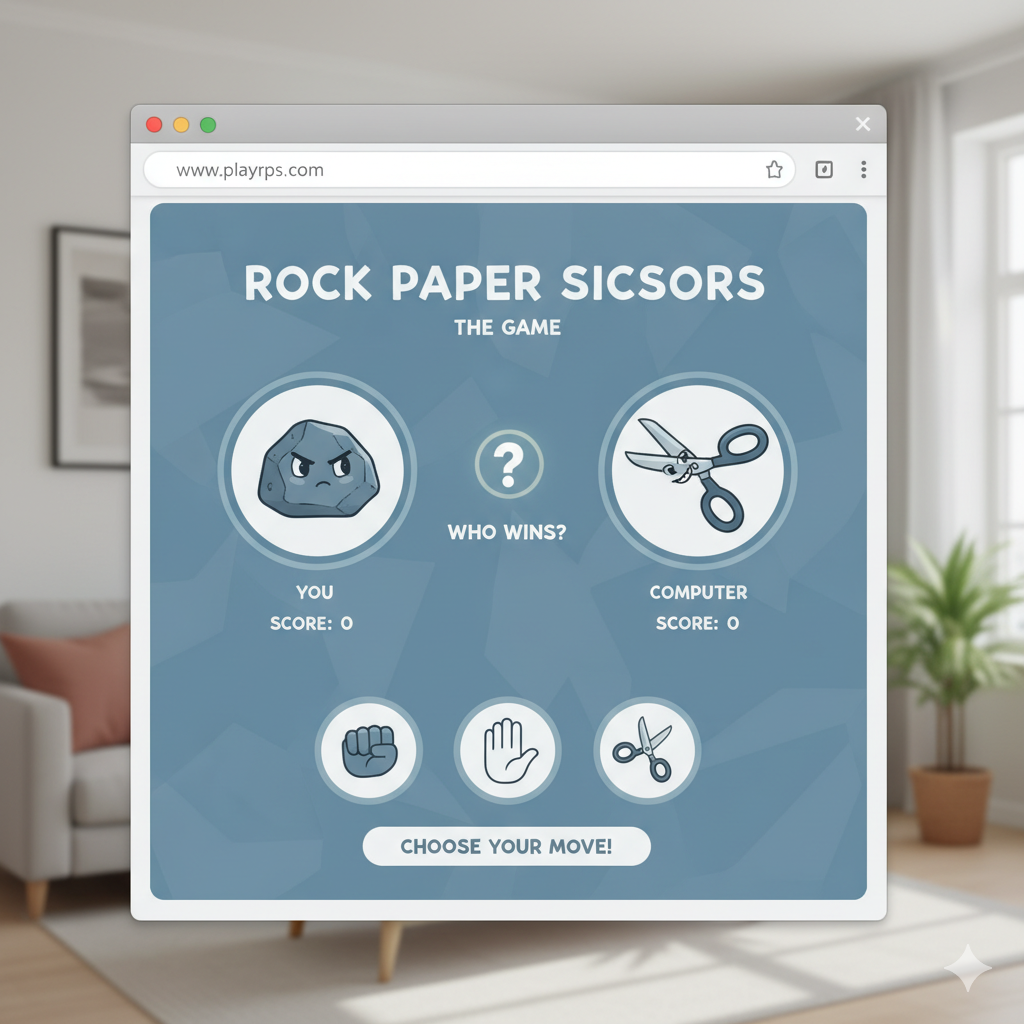 www.playrps.com
ROCK PAPER SICSORS
THE GAME
?
WHO WINS?
YOU
COMPUTER
SCORE: 0
SCORE: 0
CHOOSE YOUR MOVE!